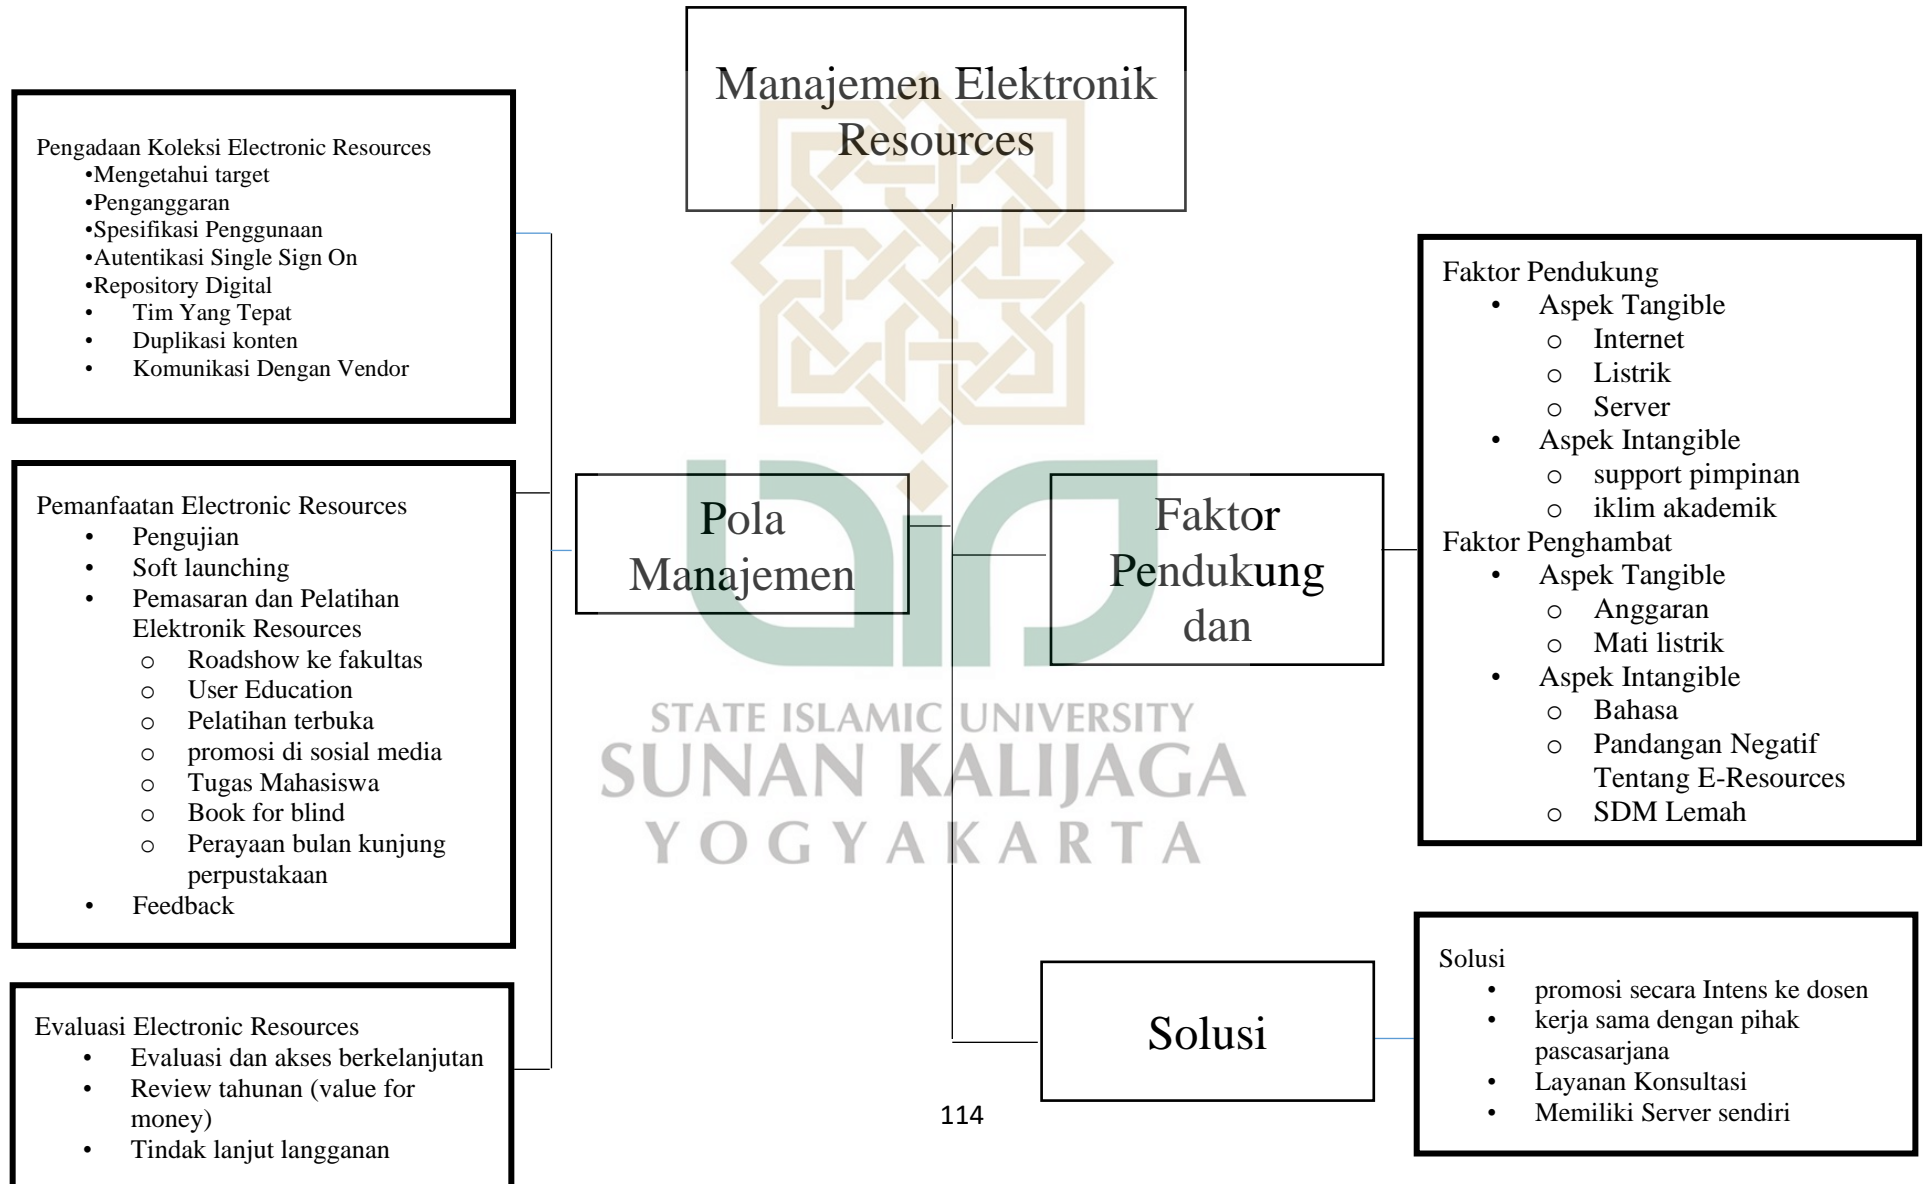 Manajemen Elektronik
Resources
Pengadaan Koleksi Electronic Resources
•Mengetahui target
•Penganggaran
•Spesifikasi Penggunaan
•Autentikasi Single Sign On
•Repository Digital
• Tim Yang Tepat
• Duplikasi konten
• Komunikasi Dengan Vendor
Pemanfaatan Electronic Resources
• Pengujian
• Soft launching
• Pemasaran dan Pelatihan
Elektronik Resources
o Roadshow ke fakultas
o User Education
o Pelatihan terbuka
o promosi di sosial media
o Tugas Mahasiswa
o Book for blind
o Perayaan bulan kunjung
perpustakaan
• Feedback
Evaluasi Electronic Resources
• Evaluasi dan akses berkelanjutan
• Review tahunan (value for
money)
• Tindak lanjut langganan
Pola
Manajemen
Faktor
Pendukung
dan
Faktor Pendukung
• Aspek Tangible
o Internet
o Listrik
o Server
• Aspek Intangible
o support pimpinan
o iklim akademik
Faktor Penghambat
• Aspek Tangible
o Anggaran
o Mati listrik
• Aspek Intangible
o Bahasa
o Pandangan Negatif
Tentang E-Resources
o SDM Lemah
STATE ISLAMIC UNIVERSITY
SUNAN KALIJAGA
YOGYAKARTA
Solusi
Solusi
• promosi secara Intens ke dosen
• kerja sama dengan pihak
pascasarjana
• Layanan Konsultasi
• Memiliki Server sendiri
114